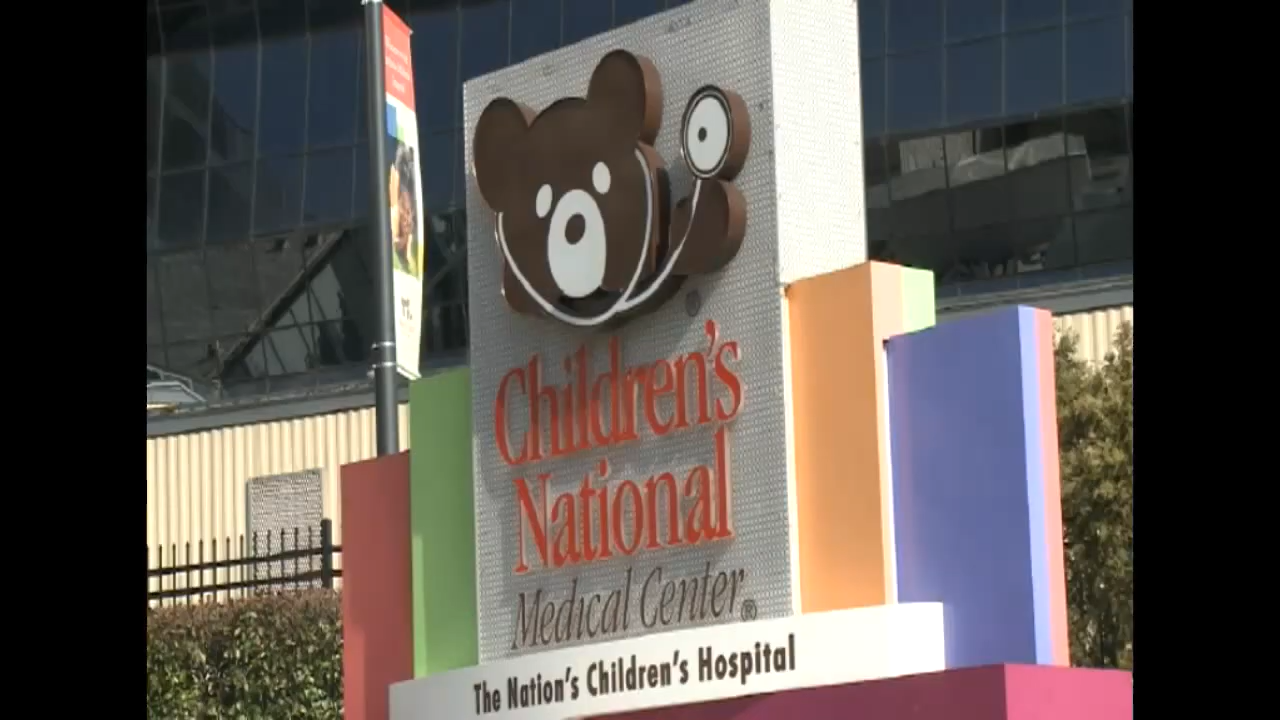 Children's
National
Medical Center®
The Nation's Children's Hospital